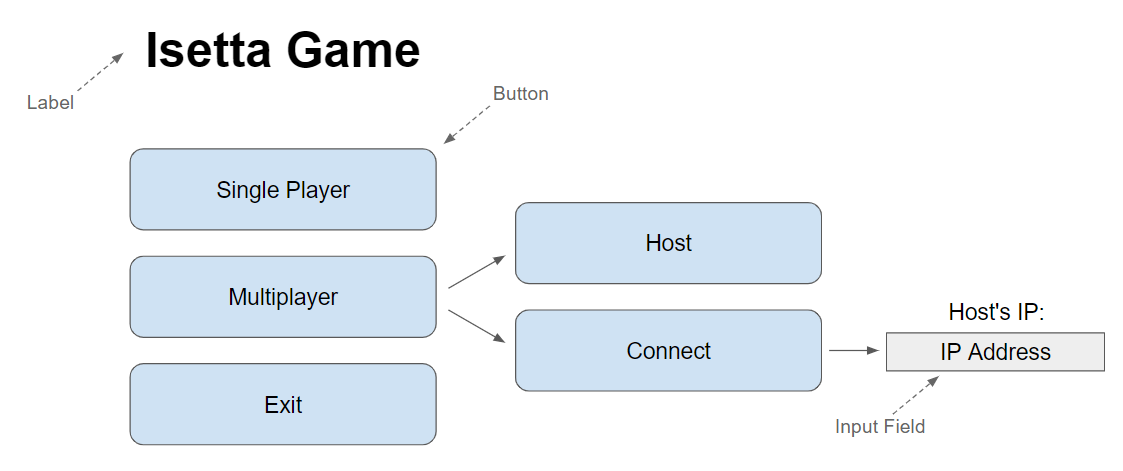 Isetta Game
Label
Button
Single Player
Multiplayer
Exit
Host
Connect
Host's IP:
IP Address
Input Field